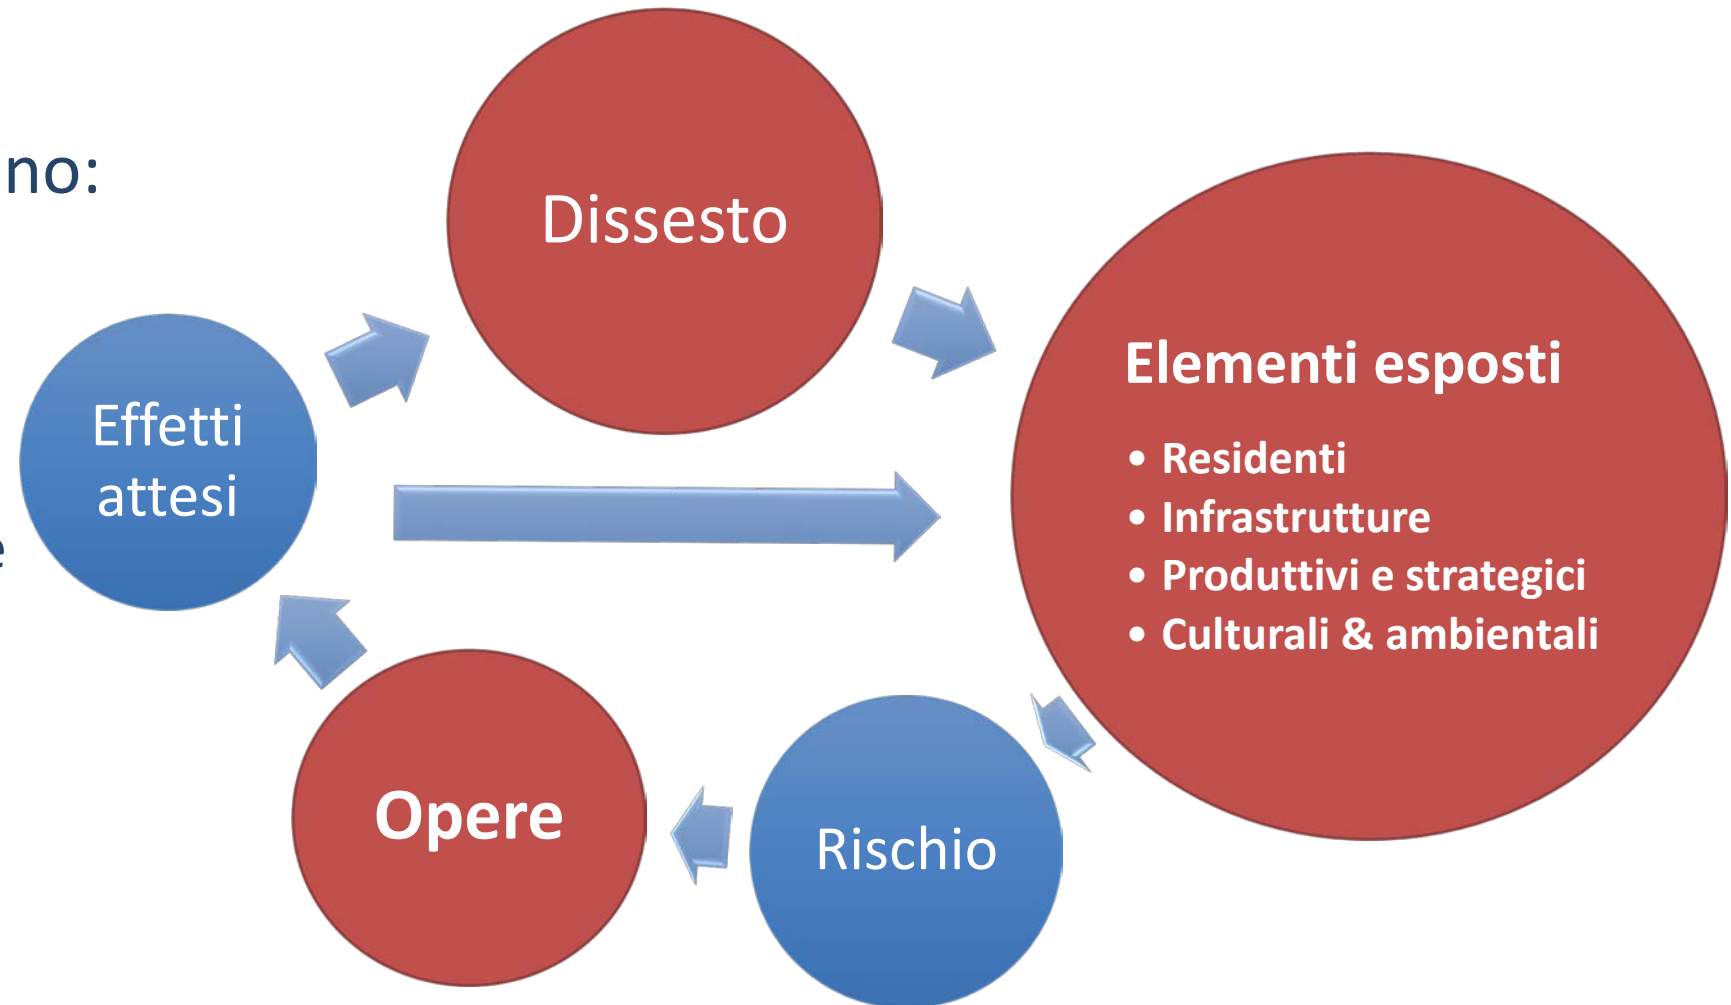 no:
Dissesto
Elementi esposti
• Residenti
• Infrastrutture
• Produttivi e strategici
• Culturali & ambientali
Effetti
attesi
e
Opere
Rischio